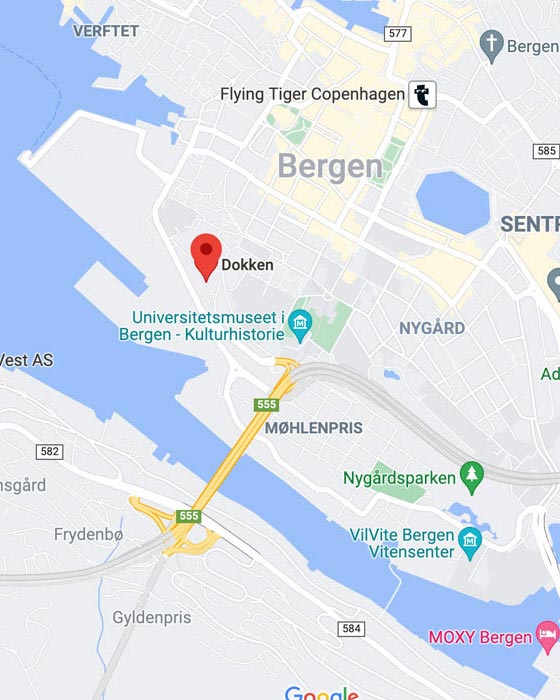 VERFTET
577
Bergen
Flying Tiger Copenhagen
585
Bergen
SENTR
Dokken
Universitetsmuseet i
Bergen - Kulturhistorie
NYGÅRD
Vest AS
Ad
555
MØHLENPRIS
582
Nygårdsparken
nsgård
555
Frydenbø
VilVite Bergen
Vitensenter
Gyldenpris
584
MOXY Bergen
Google